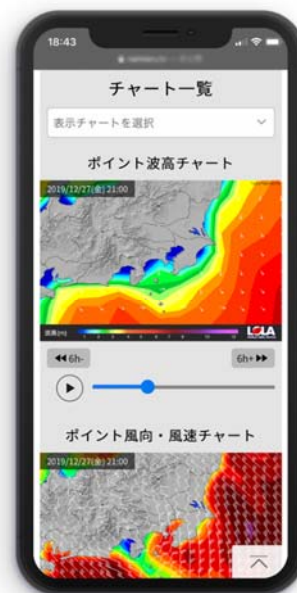 18:43
チャート一覧
表示チャートを選択
ポイント波高チャート
2019/12/27(金) 21:00
LOLA
6h-
6h+
ポイント風向・風速チャート
2019/12/27(金) 21:00